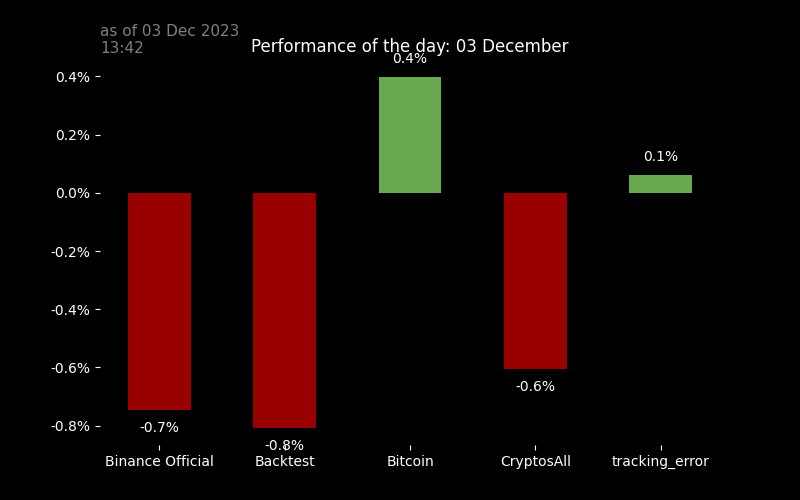 as of 03 Dec 2023
13:42
Performance of the day: 03 December
0.4%
0.4%
0.2%
0.1%
0.0%
-0.2%
-0.4%
-0.6%
-0.6%
-0.8%
-0.7%
-0.8%
Binance Official
Backtest
Bitcoin
CryptosAll
tracking_error